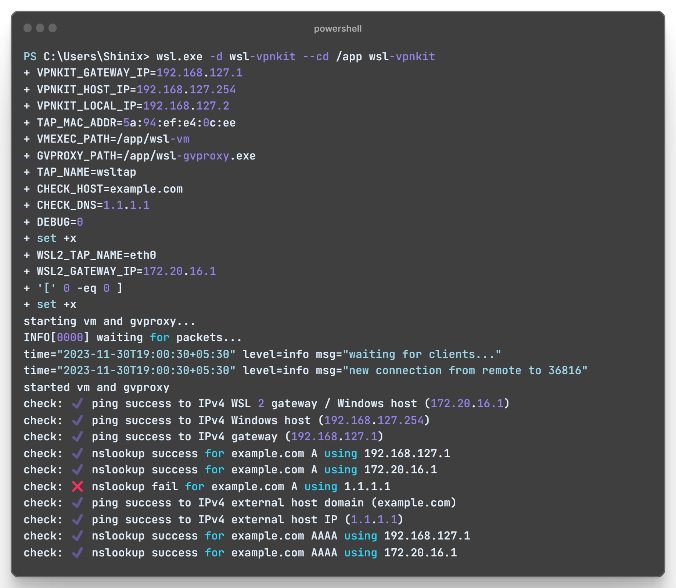 powershell
PS C:\Users\Shinix> wsl.exe -d wsl-vpnkit --cd /app wsl-vpnkit
+ VPNKIT_GATEWAY_IP=192.168.127.1
+ VPNKIT_HOST_IP=192.168.127.254
+ VPNKIT_LOCAL_IP=192.168.127.2
+ TAP_MAC_ADDR=5a:94:ef:e4:0c:ee
+ VMEXEC_PATH=/app/wsl-vm
+ GVPROXY_PATH=/app/wsl-gvproxy.exe
+ TAP_NAME=wsltap
+ CHECK_HOST=example.com
+ CHECK_DNS=1.1.1.1
+ DEBUG=0
+ set +x
+ WSL2_TAP_NAME=eth0
+ WSL2_GATEWAY_IP=172.20.16.1
+ '[' 0 -eq 0 ]
+ set +x
starting vm and gvproxy...
INFO[0000] waiting for packets...
time="2023-11-30T19:00:30+05:30" level=info msg="waiting for clients..."
time="2023-11-30T19:00:30+05:30" level=info msg="new connection from remote to 36816"
started vm and gvproxy
check: ✔ ping success to IPv4 WSL 2 gateway / Windows host (172.20.16.1)
check: ✔ ping success to IPv4 Windows host (192.168.127.254)
check: ✔ ping success to IPv4 gateway (192.168.127.1)
check: ✔ nslookup success for example.com A using 192.168.127.1
check: ✔ nslookup success for example.com A using 172.20.16.1
check: ❌ nslookup fail for example.com A using 1.1.1.1
check: ✔ ping success to IPv4 external host domain (example.com)
check: ✔ ping success to IPv4 external host IP (1.1.1.1)
check: ✔ nslookup success for example.com AAAA using 192.168.127.1
check: ✔ nslookup success for example.com AAAA using 172.20.16.1